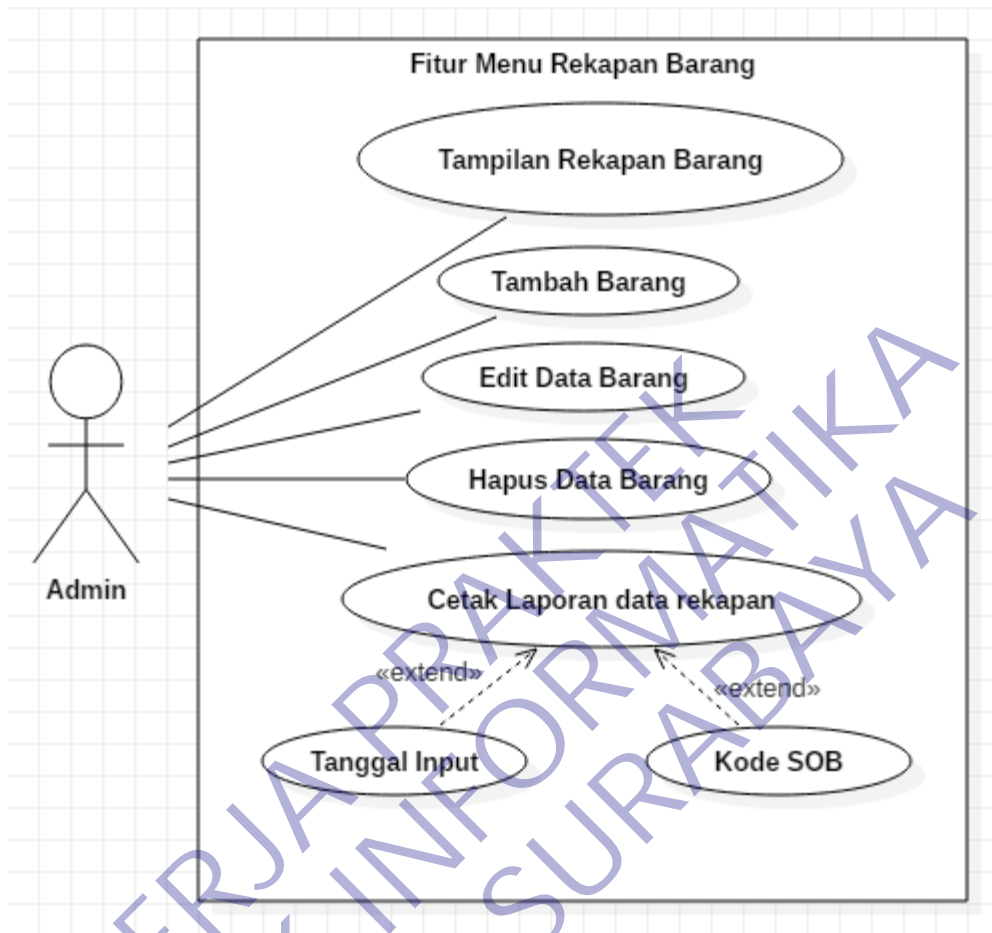 Fitur Menu Rekapan Barang
Tampilan Rekapan Barang
Tambah Barang
Edit Data Barang
Hapus Data Barang
Admin
Cetak Laporan data rekapan
«extend»
«extend»
Tanggal Input
Kode SOB
ERJA PRAKTEK
K INFORMATIKA
SURABAYA